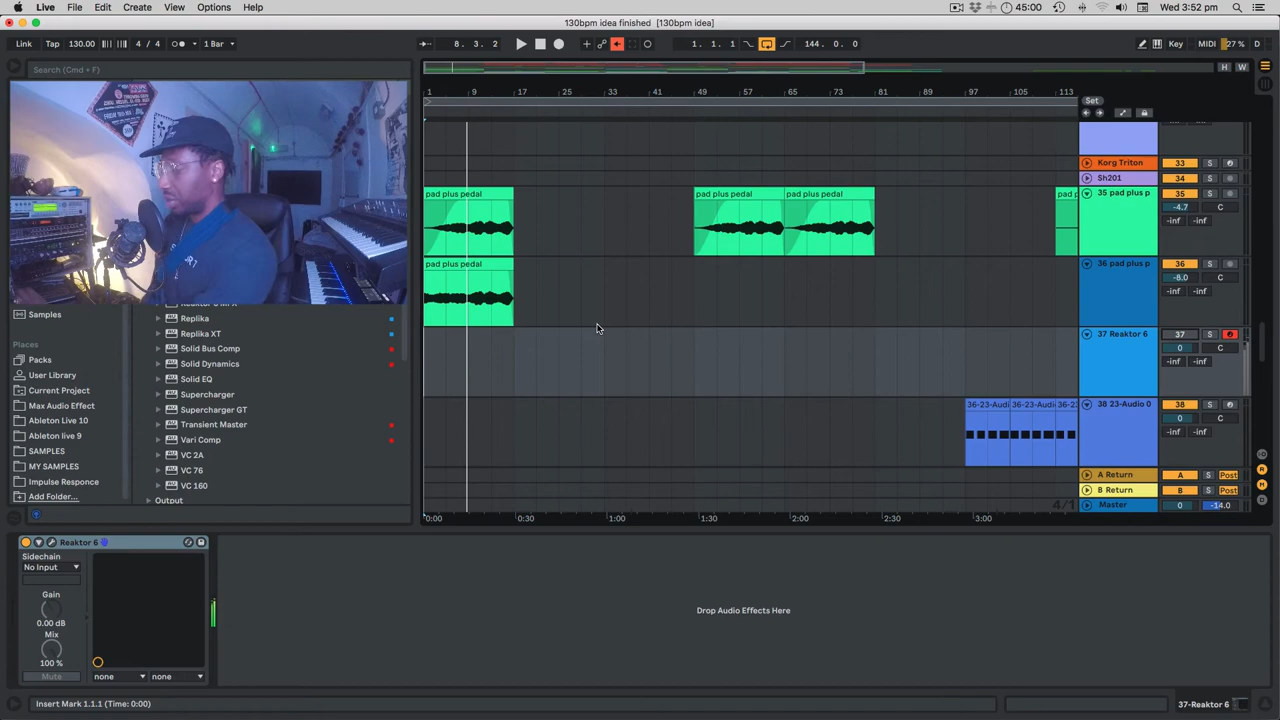 Live File Edit Create View Options Help 45:00 Wed 3:52 pm
130bpm idea finished [130bpm idea]
Link Tap 130.00 4 / 4 1 Bar 8. 3. 2 1. 1. 1 144. 0. 0 Key MIDI 27 % D
Search (Cmd + F) H W
1 9 17 25 33 41 49 57 65 73 81 89 97 105 113
Set
Korg Triton 33 S
Sh201 34 S
pad plus pedal pad plus pedal pad plus pedal pad p 35 pad plus p 35 S
-4.7 C
-inf -inf
pad plus pedal 36 pad plus p 36 S
-8.0 C
-inf -inf
Samples
Places
Packs
User Library
Current Project
Max Audio Effect
Ableton Live 10
Ableton live 9
SAMPLES
MY SAMPLES
Impulse Responce
Add Folder...
Replika
Replika XT
Solid Bus Comp
Solid Dynamics
Solid EQ
Supercharger
Supercharger GT
Transient Master
Vari Comp
VC 2A
VC 76
VC 160
Output
37 Reaktor 6 37 S
0 C
-inf -inf
36-23-Audi 36-23-Audi 36-23 38 23-Audio 0 38 S
0 C
-inf -inf
A Return A S Post
B Return B S Post
4/1 Master 0 -14.0
0:00 0:30 1:00 1:30 2:00 2:30 3:00
Reaktor 6
Sidechain
No Input
Gain
0.00 dB
Mix
100 %
Mute none none
Drop Audio Effects Here
Insert Mark 1.1.1 (Time: 0:00) 37-Reaktor 6